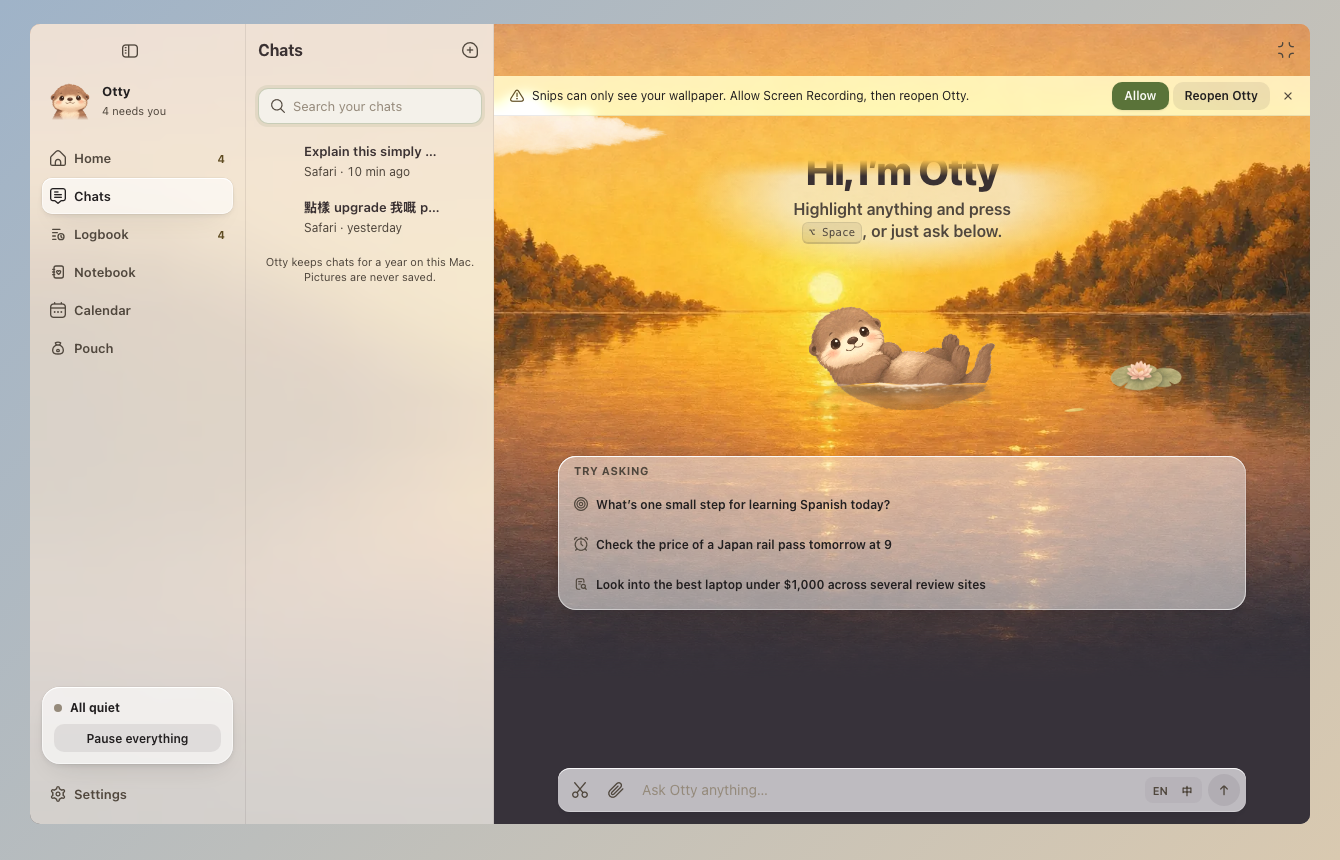 Otty
4 needs you
Home 4
Chats
Logbook 4
Notebook
Calendar
Pouch
All quiet
Pause everything
Settings
Chats
Search your chats
Explain this simply ...
Safari · 10 min ago
點樣 upgrade 我嘅 p...
Safari · yesterday
Otty keeps chats for a year on this Mac.
Pictures are never saved.
Snips can only see your wallpaper. Allow Screen Recording, then reopen Otty.
Allow
Reopen Otty
Hi, I'm Otty
Highlight anything and press
⌥ Space, or just ask below.
TRY ASKING
What's one small step for learning Spanish today?
Check the price of a Japan rail pass tomorrow at 9
Look into the best laptop under $1,000 across several review sites
Ask Otty anything...
EN 中